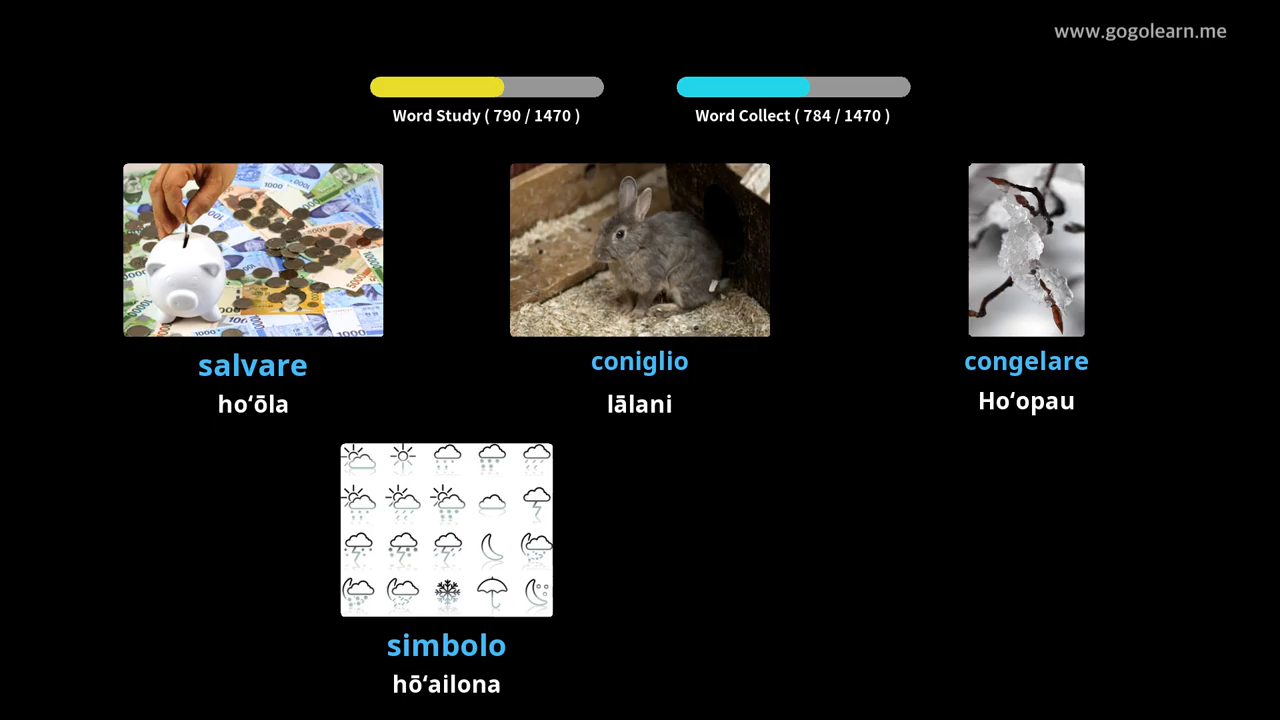 www.gogolearn.me
Word Study ( 790 / 1470 )
Word Collect ( 784 / 1470 )
salvare
hoʻōla
coniglio
lālani
congelare
Hoʻopau
simbolo
hōʻailona